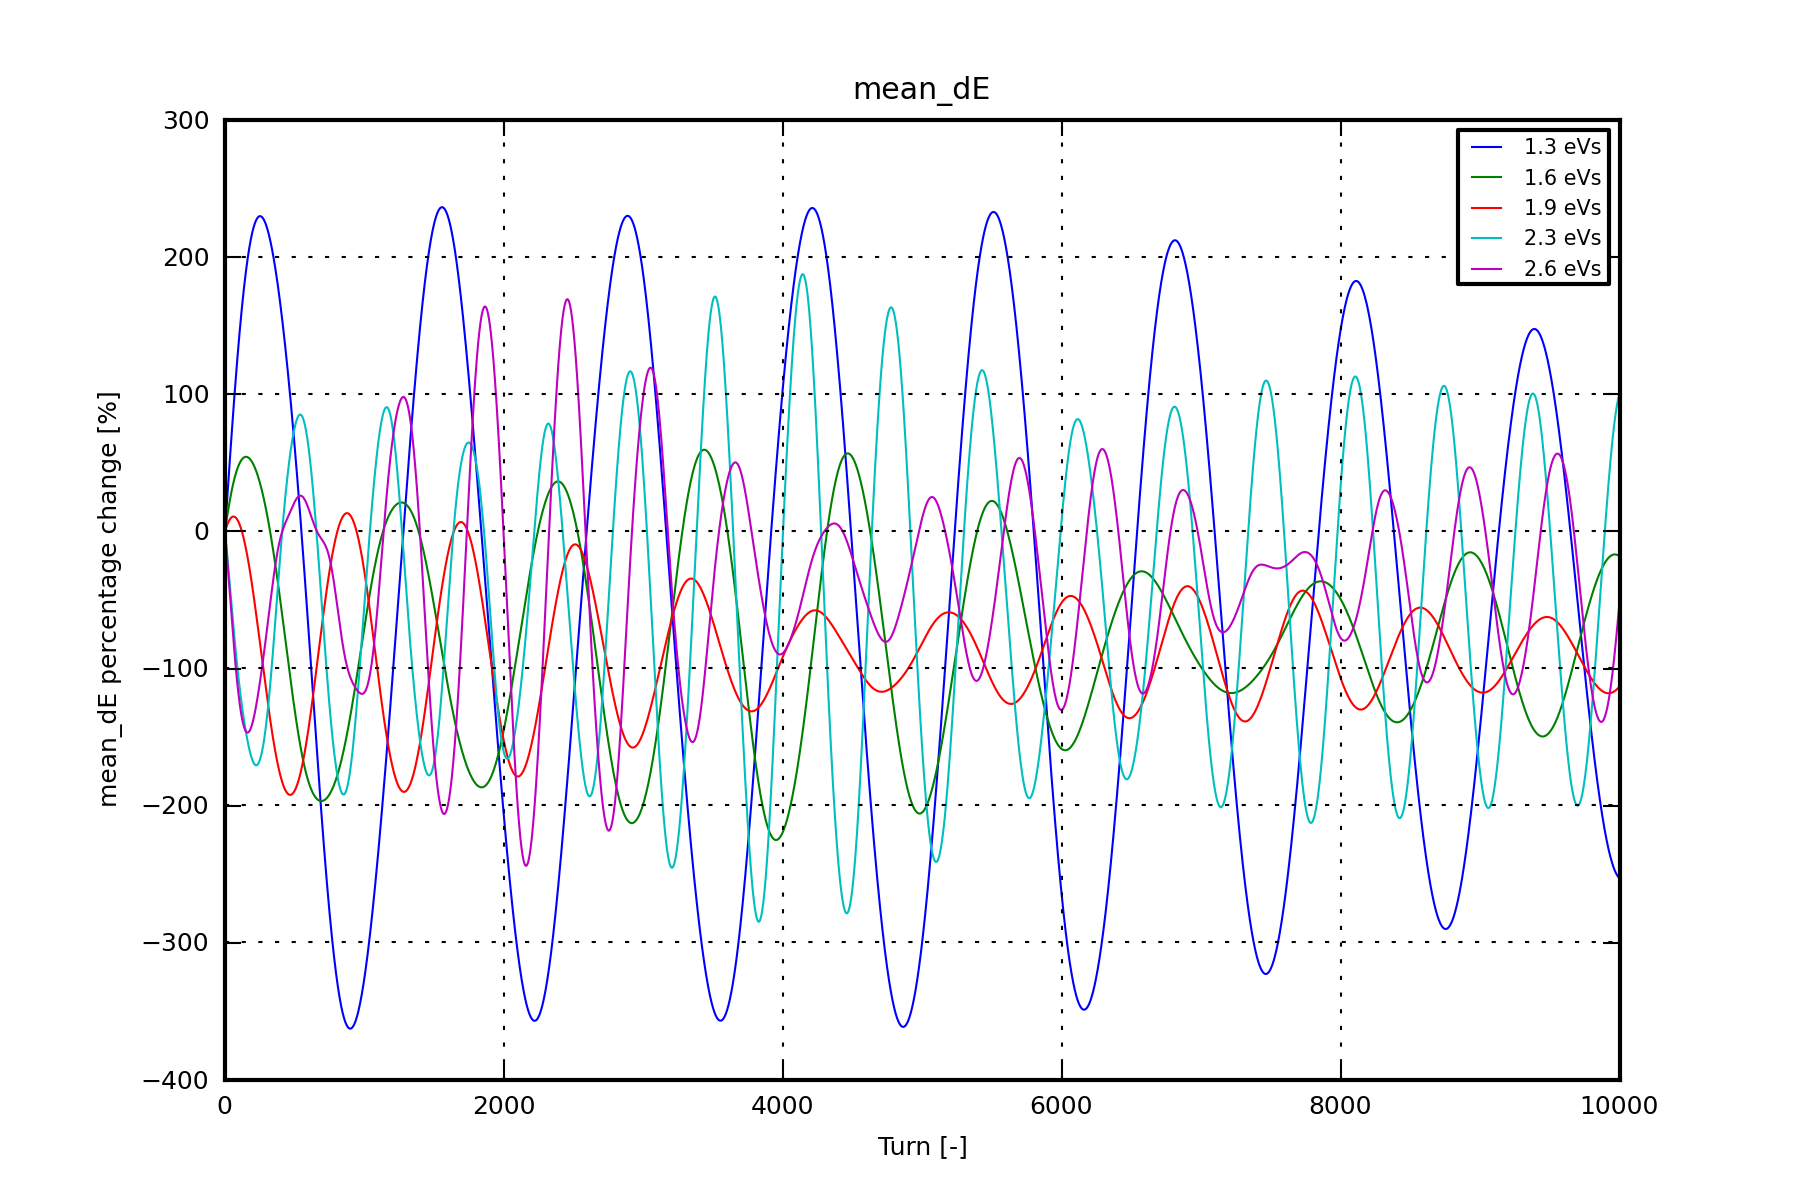 mean_dE
300
200
100
0
−100
−200
−300
−400
mean_dE percentage change [%]
1.3 eVs
1.6 eVs
1.9 eVs
2.3 eVs
2.6 eVs
0
2000
4000
6000
8000
10000
Turn [-]